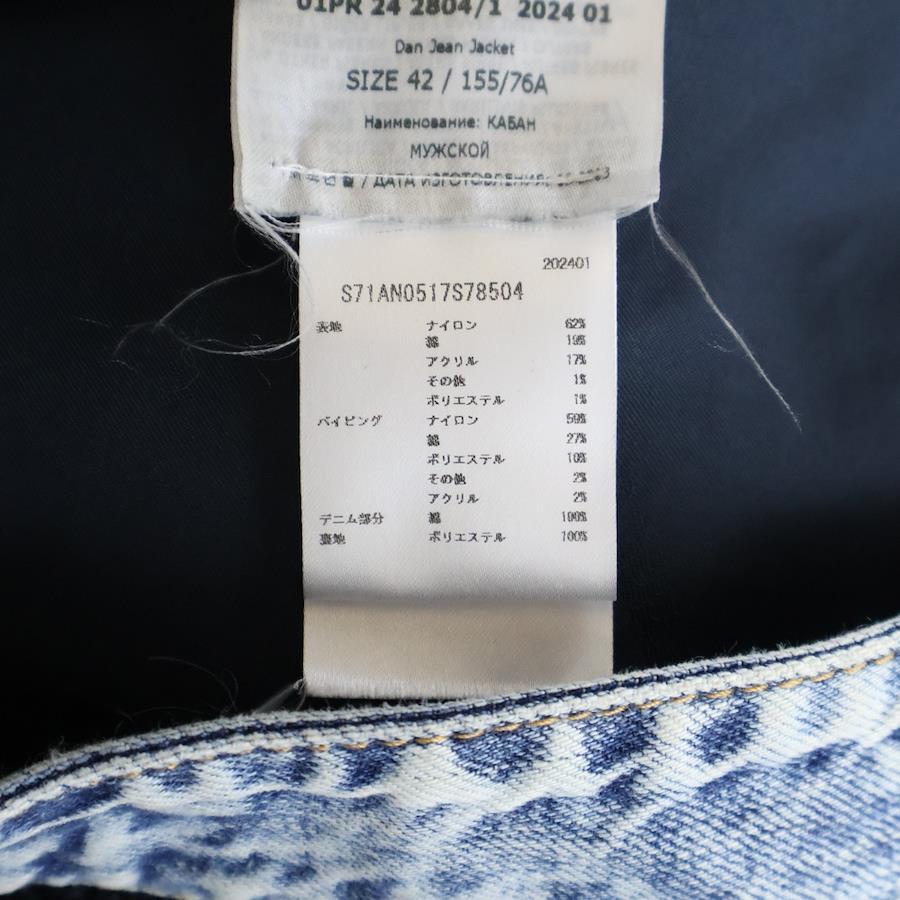 01PR 24 2804/1 2024 01
Dan Jean Jacket
SIZE 42 / 155/76A
Наименование: КАБАН
МУЖСКОЙ
/ ДАТА ИЗГОТОВЛЕНИЯ:
202401
S71AN0517S78504
表地 ナイロン 62%
綿 19%
アクリル 17%
その他 1%
ポリエステル 1%
パイピング ナイロン 59%
綿 27%
ポリエステル 10%
その他 2%
アクリル 2%
デニム部分 綿 100%
裏地 ポリエステル 100%